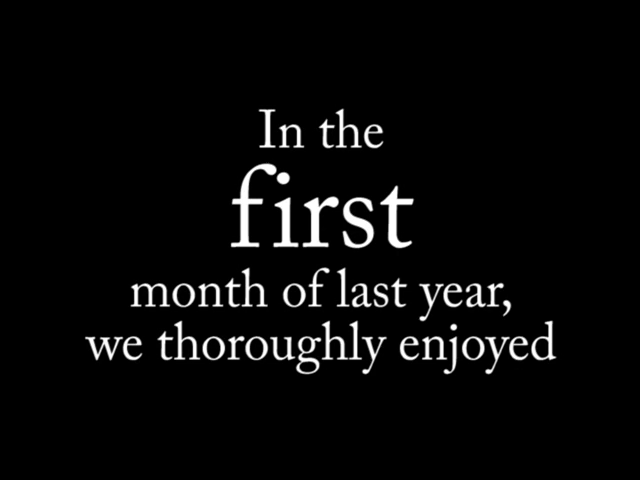 In the
first
month of last year,
we thoroughly enjoyed